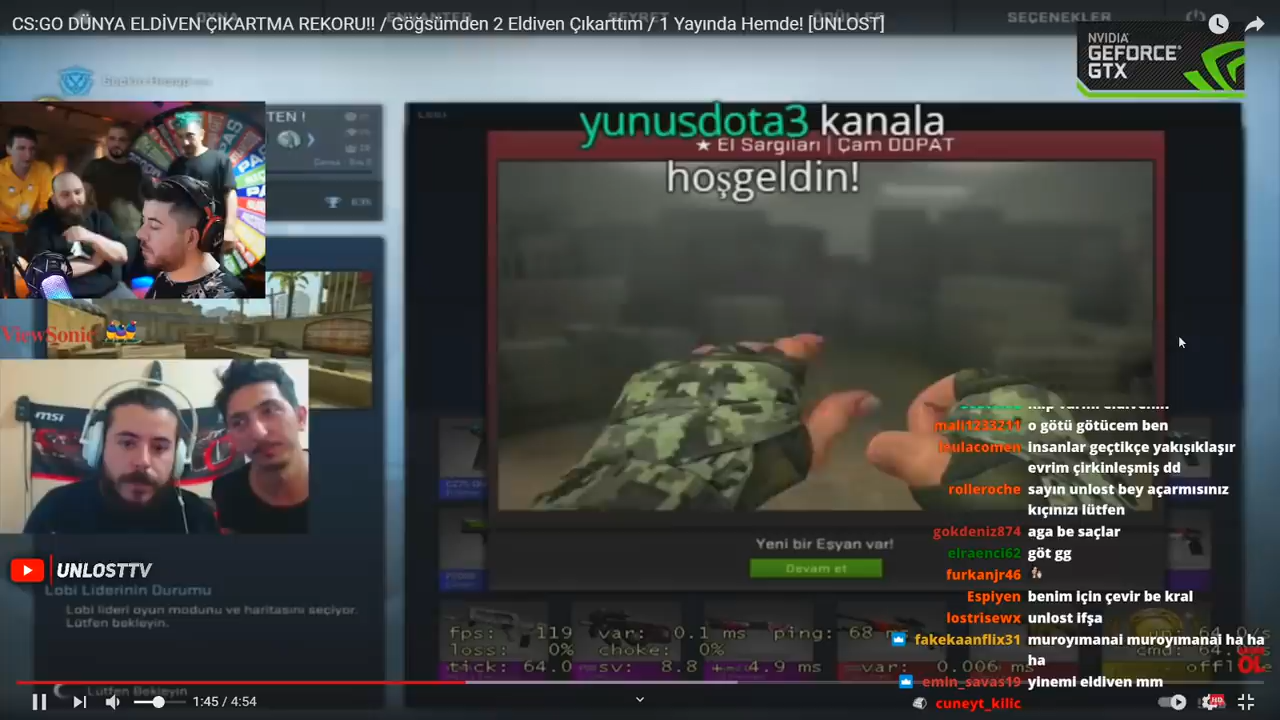 CS:GO DÜNYA ELDİVEN ÇIKARTMA REKORU!! / Göğsümden 2 Eldiven Çıkarttım / 1 Yayında Hemde! [UNLOST]
SEÇENEKLER
NVIDIA
GEFORCE
GTX
TEN !
yunusdota3 kanala
★ El Sargıları | Çam DDPAT
hoşgeldin!
ViewSonic
msi
mali1233211 o götü götücem ben
insanlar geçtikçe yakışıklaşır
evrim çirkinleşmiş dd
rolleroche sayın unlost bey açarmısınız
kıçınızı lütfen
gokdeniz874 aga be saçlar
elraenci62 göt gg
furkanjr46
Espiyen benim için çevir be kral
lostrisewx unlost ifşa
fakekaanflix31 muroyımanai muroyımanai ha ha
ha
emin_savas19 yinemi eldiven mm
cuneyt_kilic
Yeni bir Eşyan var!
Devam et
UNLOSTTV
Lobi Liderinin Durumu
Lobi lideri oyun modunu ve haritasını seçiyor.
Lütfen bekleyin.
fps: 119 var: 0.1 ms ping: 68 ms
loss: 0% choke: 0%
tick: 64.0 sv: 8.8 +- 4.9 ms var: 0.006 ms
Lütfen Bekleyin
1:45 / 4:54
HD